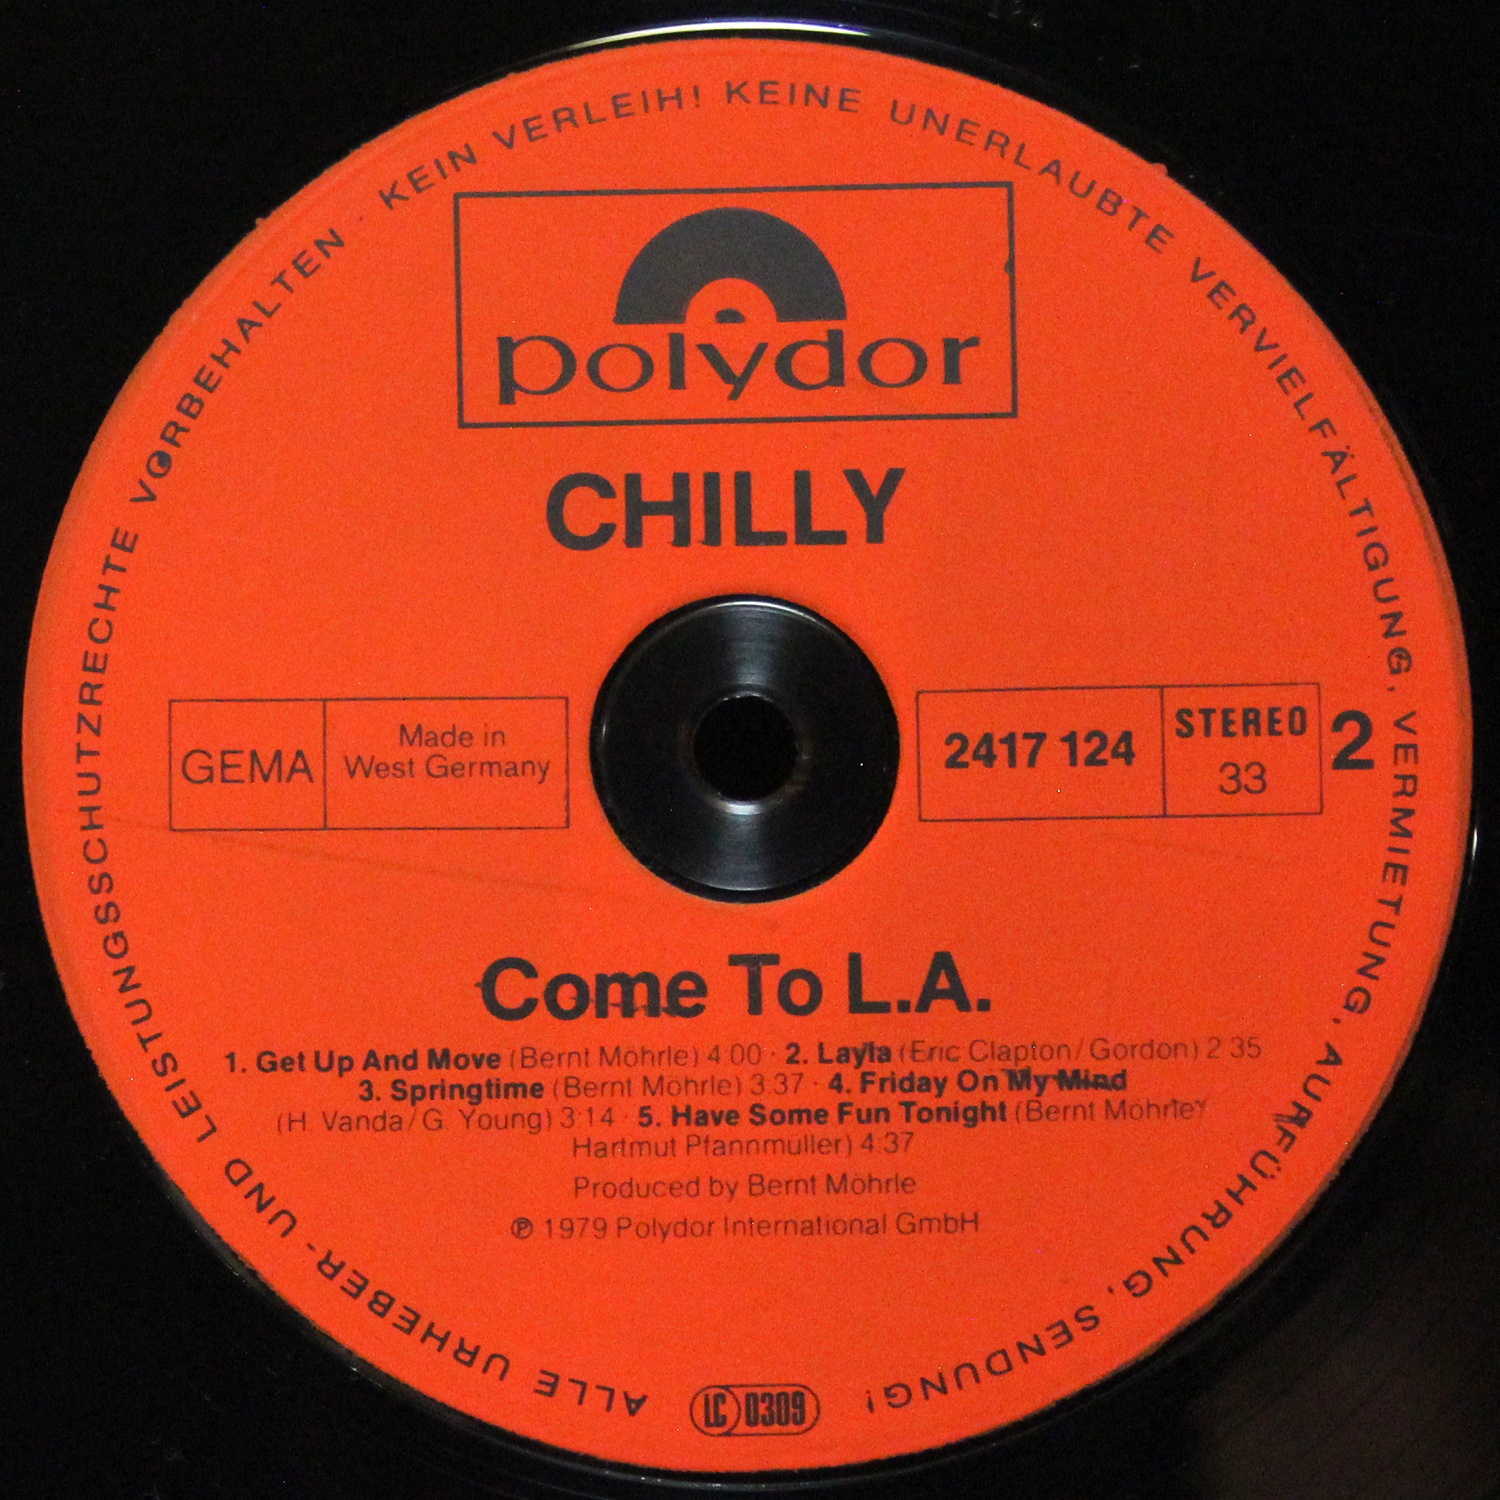 ALLE URHEBER- UND LEISTUNGSSCHUTZRECHTE VORBEHALTEN · KEIN VERLEIH! KEINE UNERLAUBTE VERVIELFÄLTIGUNG, VERMIETUNG, AUFFÜHRUNG, SENDUNG!
polydor
CHILLY
GEMA
Made in
West Germany
2417 124
STEREO
33
2
Come To L.A.
1. Get Up And Move (Bernt Möhrle) 4:00 · 2. Layla (Eric Clapton/Gordon) 2:35
3. Springtime (Bernt Möhrle) 3:37 · 4. Friday On My Mind
(H. Vanda/G. Young) 3:14 · 5. Have Some Fun Tonight (Bernt Möhrle/
Hartmut Pfannmüller) 4:37
Produced by Bernt Möhrle
℗ 1979 Polydor International GmbH
LC 0309